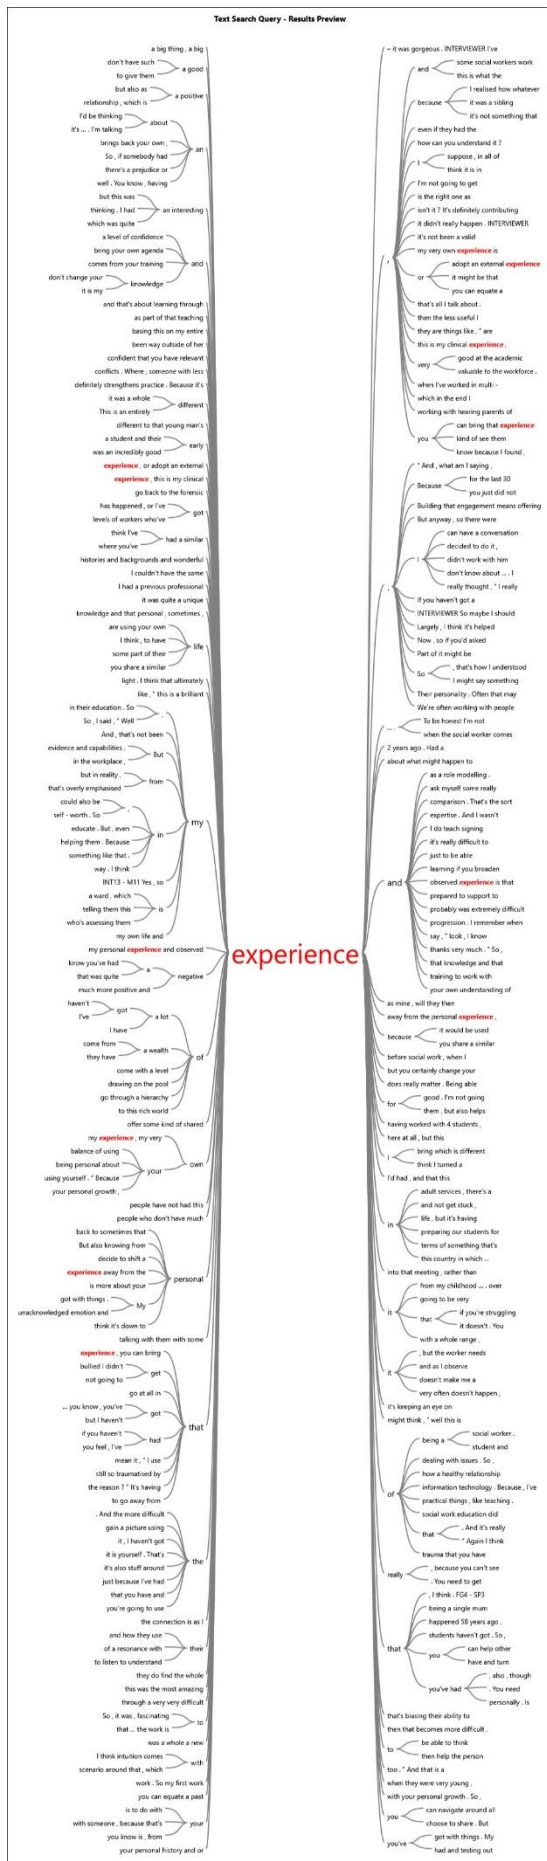 Text Search Query - Results Preview
a big thing , a big
don't have such
to give them
a good
but also as
relationship , which is
a positive
I'd be thinking
it's ... . I'm talking
about
brings back your own ,
So , if somebody had
there's a prejudice or
well . You know , having
an
but this was
thinking . I had
which was quite
an interesting
a level of confidence
bring your own agenda
comes from your training
don't change your
it is my
knowledge
and
and that's about learning through
as part of that teaching
basing this on my entire
been way outside of her
confident that you have relevant
conflicts . Where , someone with less
definitely strengthens practice . Because it's
it was a whole
This is an entirely
different
different to that young man's
a student and their
was an incredibly good
early
experience , or adopt an external
experience , this is my clinical
go back to the forensic
has happened , or I've
levels of workers who've
got
think I've
where you've
had a similar
histories and backgrounds and wonderful
I couldn't have the same
I had a previous professional
it was quite a unique
knowledge and that personal , sometimes ,
are using your own
I think , to have
some part of their
you share a similar
life
light . I think that ultimately
like , " this is a brilliant
in their education . So
So , I said , " Well
,
And , that's not been
evidence and capabilities .
in the workplace ,
But
but in reality ,
that's overly emphasised
from
could also be
self - worth . So
,
educate . But , even
helping them . Because
something like that .
way . I think
in
INT13 - M11 Yes , so
a ward , which
telling them this
who's assessing them
is
my own life and
my
my personal experience and observed
know you've had
that was quite
a
much more positive and
negative
haven't
I've
got
I have
a lot
come from
they have
a wealth
come with a level
drawing on the pool
go through a hierarchy
to this rich world
of
offer some kind of shared
my experience , my very
balance of using
being personal about
using yourself . " Because
your personal growth ,
your
own
people have not had this
people who don't have much
back to sometimes that
But also knowing from
decide to shift a
experience away from the
is more about your
got with things .
unacknowledged emotion and
My
think it's down to
personal
talking with them with some
experience , you can bring
bullied I didn't
not going to
get
go at all in
... you know , you've
but I haven't
got
if you haven't
you feel , I've
had
mean it , " I use
still so traumatised by
the reason ? " It's having
to go away from
that
. And the more difficult
gain a picture using
it , I haven't got
it is yourself . That's
it's also stuff around
just because I've had
that you have and
you're going to use
the
the connection is as I
and how they use
of a resonance with
to listen to understand
their
they do find the whole
this was the most amazing
through a very very difficult
So , it was , fascinating
that ... the work is
to
was a whole a new
I think intuition comes
scenario around that , which
with
work . So my first work
you can equate a past
is to do with
with someone , because that's
you know is , from
your
your personal history and or
experience
– it was gorgeous . INTERVIEWER I've
,
and
some social workers work
this is what the
because
I realised how whatever
it was a sibling
it's not something that
even if they had the
how can you understand it ?
I
suppose , in all of
think it is in
I'm not going to get
is the right one as
isn't it ? It's definitely contributing
it didn't really happen . INTERVIEWER
it's not been a valid
my very own experience is
or
adopt an external experience
it might be that
you can equate a
that's all I talk about .
then the less useful I
they are things like , " are
this is my clinical experience ,
very
good at the academic
valuable to the workforce .
when I've worked in multi -
which in the end I
working with hearing parents of
you
can bring that experience
kind of see them
know because I found ,
.
" And , what am I saying ,
Because
for the last 30
you just did not
Building that engagement means offering
But anyway , so there were
I
can have a conversation
decided to do it ,
didn't work with him
don't know about ... . I
really thought , " I really
If you haven't got a
INTERVIEWER So maybe I should
Largely , I think it's helped
Now , so if you'd asked
Part of it might be
So
, that's how I understood
I might say something
Their personality . Often that may
We're often working with people
... .
To be honest I'm not
when the social worker comes
2 years ago . Had a
about what might happen to
and
as a role modelling .
ask myself some really
comparison . That's the sort
expertise . And I wasn't
I do teach signing
it's really difficult to
just to be able
learning if you broaden
observed experience is that
prepared to support to
probably was extremely difficult
progression . I remember when
say , " look , I know
thanks very much . " So ,
that knowledge and that
training to work with
your own understanding of
as mine , will they then
away from the personal experience ,
because
it would be used
you share a similar
before social work , when I
but you certainly change your
does really matter . Being able
for
good . I'm not going
them , but also helps
having worked with 4 students ,
here at all , but this
I
bring which is different
think I turned a
I'd had , and that this
in
adult services , there's a
and not get stuck ,
life , but it's having
preparing our students for
terms of something that's
this country in which ...
into that meeting , rather than
is
from my childhood ... . over
going to be very
that
if you're struggling
it doesn't . You
with a whole range ,
it
, but the worker needs
and as I observe
doesn't make me a
very often doesn't happen ,
it's keeping an eye on
might think , " well this is
of
being a
social worker .
student and
dealing with issues . So ,
how a healthy relationship
information technology . Because , I've
practical things , like teaching .
social work education did
that
. And it's really
" Again I think
trauma that you have
really
, because you can't see
. You need to get
that
, I think . FG4 - SP3
being a single mum
happened 58 years ago ,
students haven't got . So ,
you
can help other
have and turn
you've had
, also , though
. You need
personally . Is
that's biasing their ability to
then that becomes more difficult ,
to
be able to think
then help the person
too . " And that is a
when they were very young ,
with your personal growth . So ,
you
can navigate around all
choose to share . But
you've
got with things . My
had and testing out